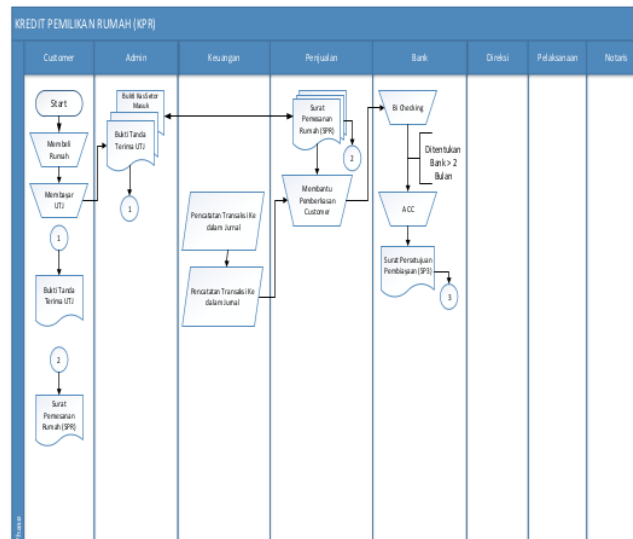 KREDIT PEMILIKAN RUMAH (KPR)
Customer
Admin
Keuangan
Penjualan
Bank
Direksi
Pelaksanaan
Notaris
Start
Membeli
Rumah
Membayar
UTJ
1
Bukti Tanda
Terima UTJ
2
Surat
Pemesanan
Rumah (SPR)
Bukti Kas Setor
Masuk
Bukti Tanda
Terima UTJ
1
Pencatatan Transaksi Ke
dalam Jurnal
Pencatatan Transaksi Ke
dalam Jurnal
Surat
Pemesanan
Rumah (SPR)
2
Membantu
Pemberkasan
Customer
BI Checking
Ditentukan
Bank > 2
Bulan
ACC
Surat Persetujuan
Pembiayaan (SP3)
3
Phase